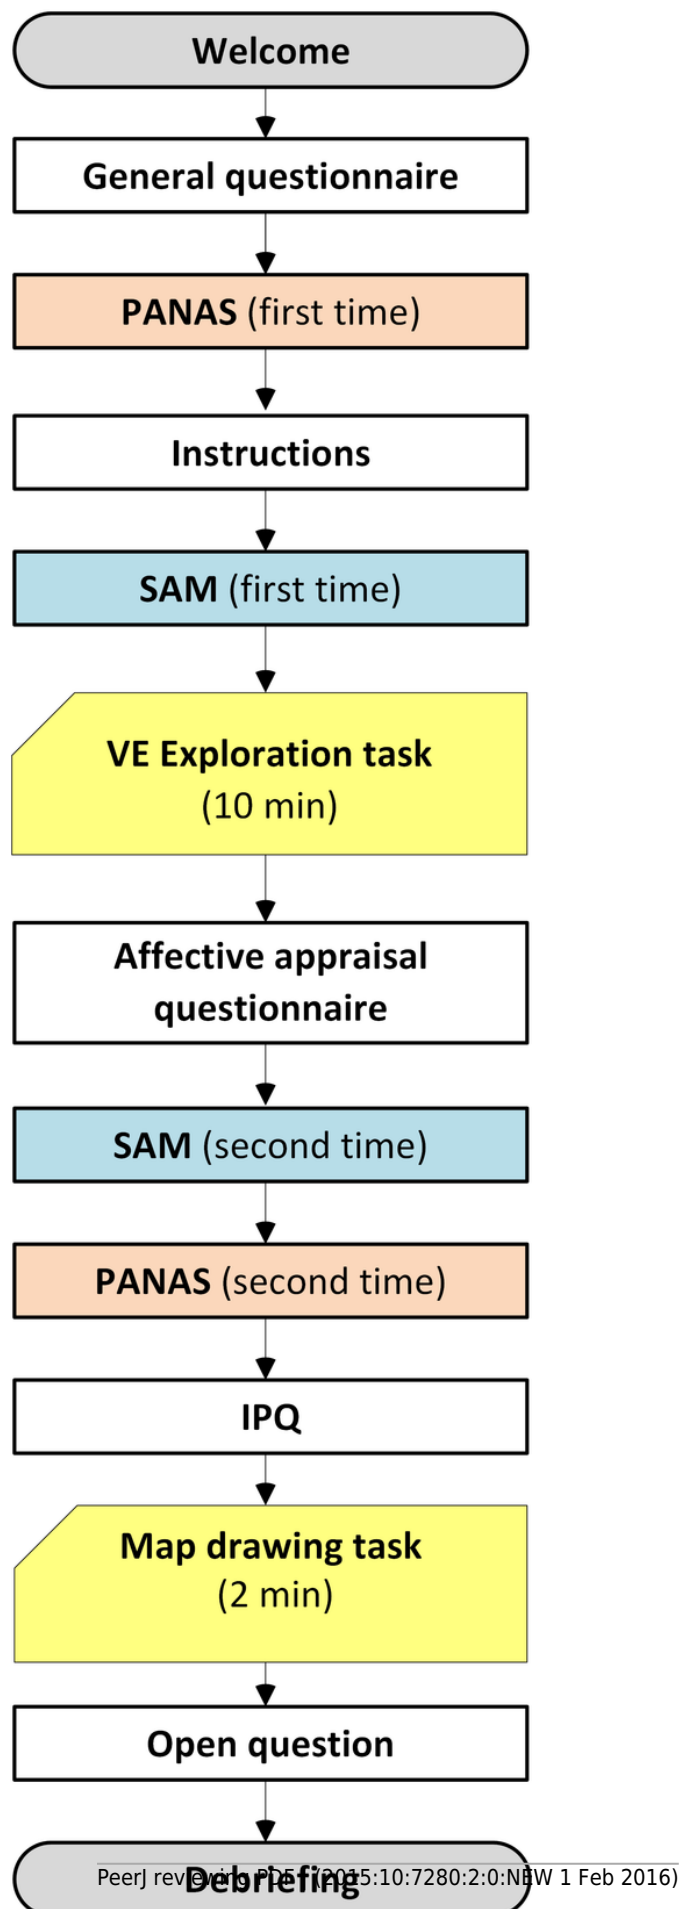 Welcome
General questionnaire
PANAS (first time)
Instructions
SAM (first time)
VE Exploration task
(10 min)
Affective appraisal
questionnaire
SAM (second time)
PANAS (second time)
IPQ
Map drawing task
(2 min)
Open question
Debriefing
PeerJ reviewing PDF | (2015:10:7280:2:0:NEW 1 Feb 2016)